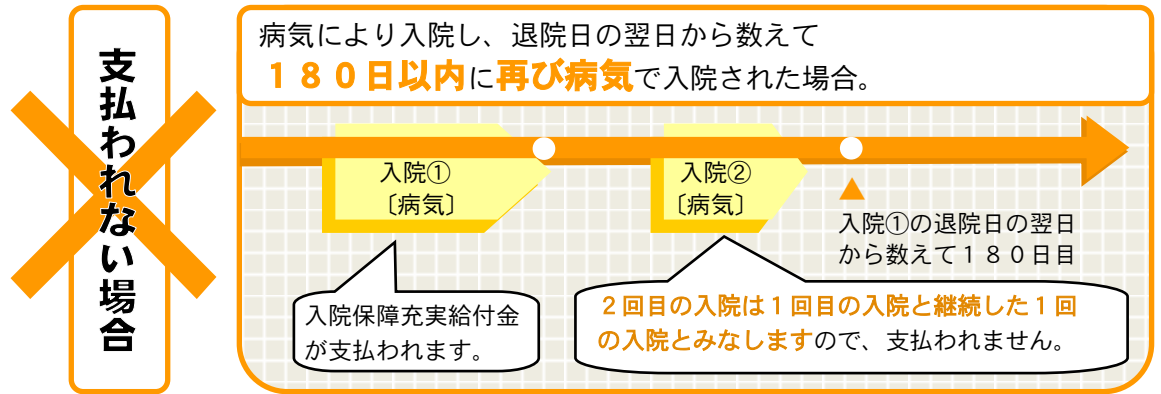 支払われない場合
病気により入院し、退院日の翌日から数えて
１８０日以内に再び病気で入院された場合。
入院①
〔病気〕
入院②
〔病気〕
入院①の退院日の翌日
から数えて１８０日目
入院保障充実給付金
が支払われます。
２回目の入院は１回目の入院と継続した１回
の入院とみなしますので、支払われません。